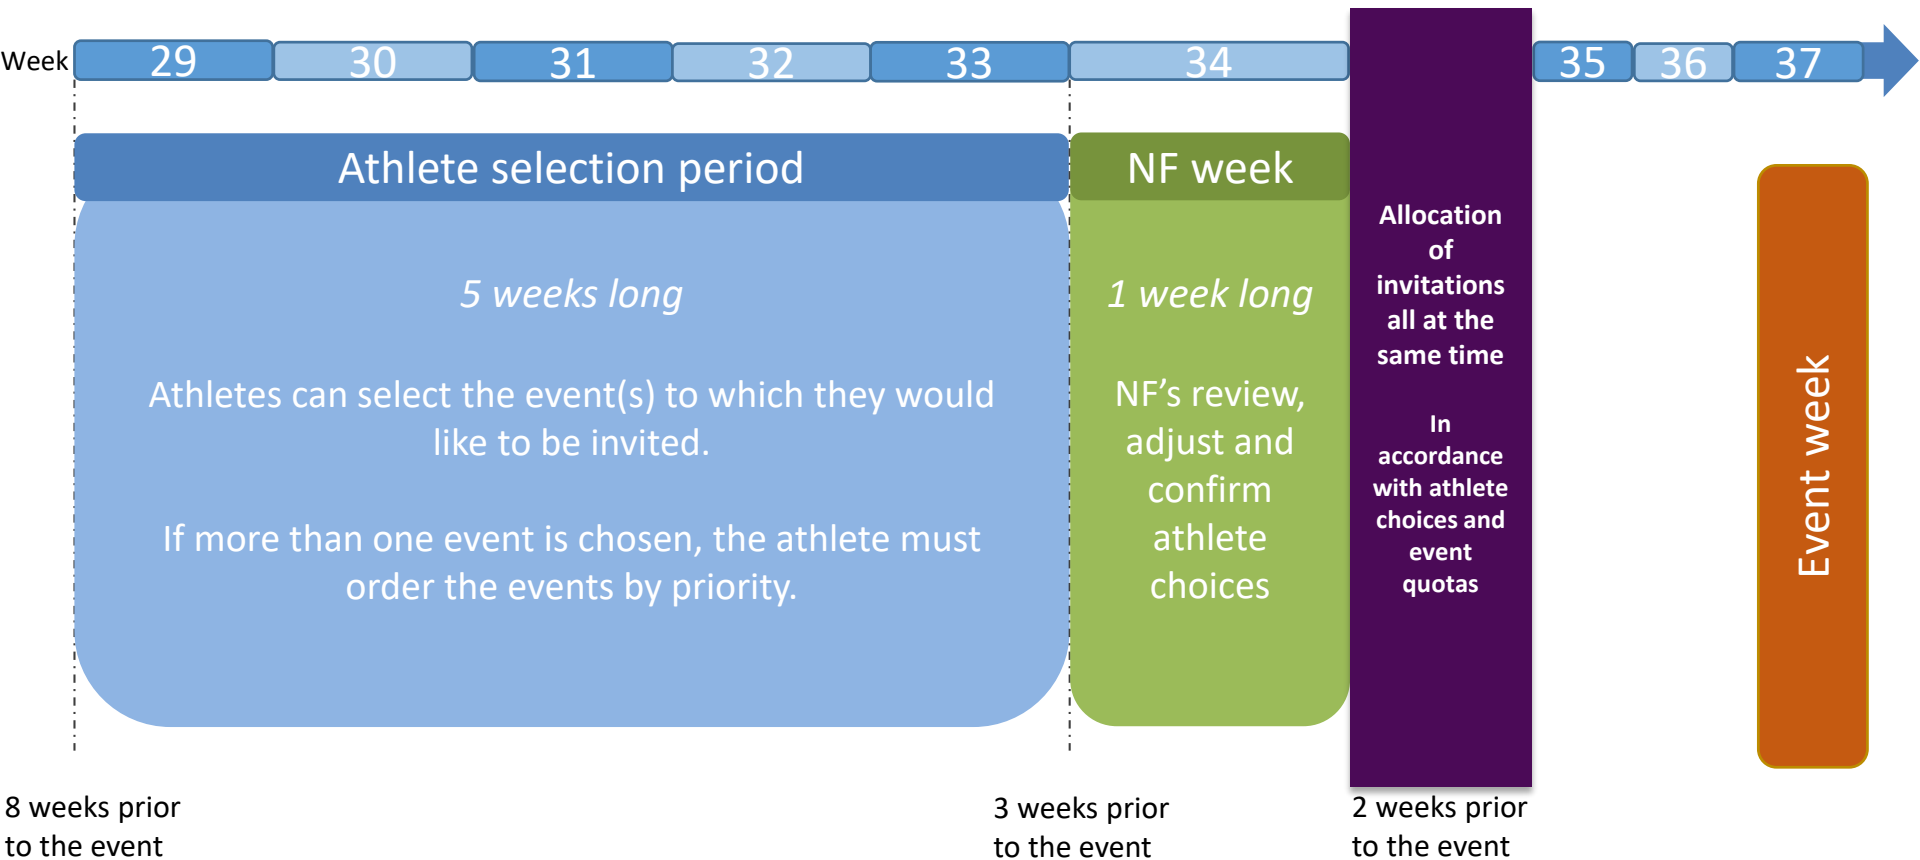 Week 29 30 31 32 33 34 35 36 37
Athlete selection period
5 weeks long
Athletes can select the event(s) to which they would
like to be invited.
If more than one event is chosen, the athlete must
order the events by priority.
NF week
1 week long
NF’s review,
adjust and
confirm
athlete
choices
Allocation
of
invitations
all at the
same time
In
accordance
with athlete
choices and
event
quotas
Event week
8 weeks prior
to the event
3 weeks prior
to the event
2 weeks prior
to the event